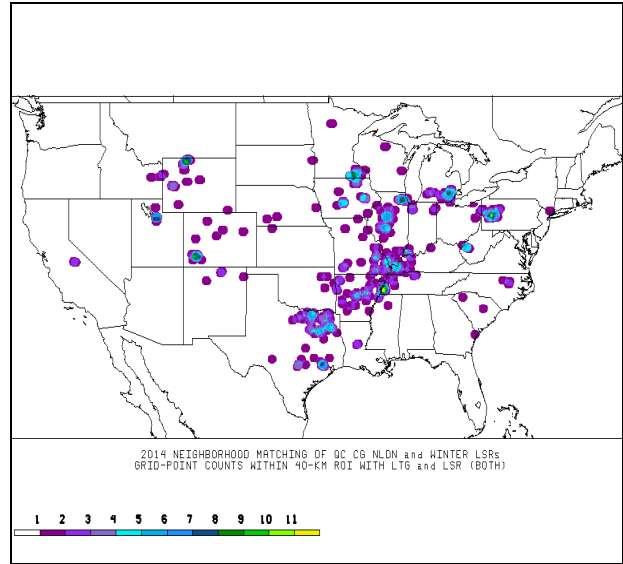 2014 NEIGHBORHOOD MATCHING OF QC CG NLDN and WINTER LSRs
GRID-POINT COUNTS WITHIN 40-KM ROI WITH LTG and LSR (BOTH)
1 2 3 4 5 6 7 8 9 10 11